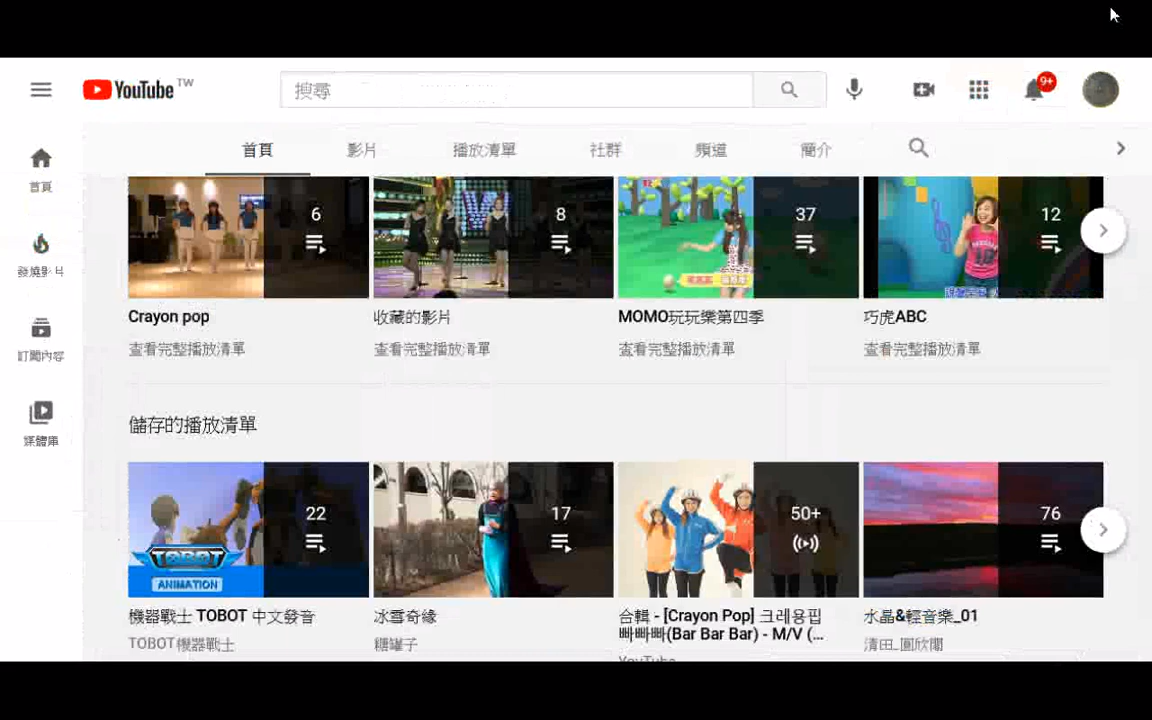 YouTube TW
搜尋
9+
首頁
影片
播放清單
社群
頻道
簡介
首頁
發燒影片
訂閱內容
媒體庫
6
8
37
12
Crayon pop
收藏的影片
MOMO玩玩樂第四季
巧虎ABC
查看完整播放清單
查看完整播放清單
查看完整播放清單
查看完整播放清單
儲存的播放清單
22
17
50+
76
TOBOT
ANIMATION
機器戰士 TOBOT 中文發音
冰雪奇緣
合輯 - [Crayon Pop] 크레용팝
빠빠빠(Bar Bar Bar) - M/V (...
水晶&輕音樂_01
TOBOT機器戰士
糖罐子
YouTube